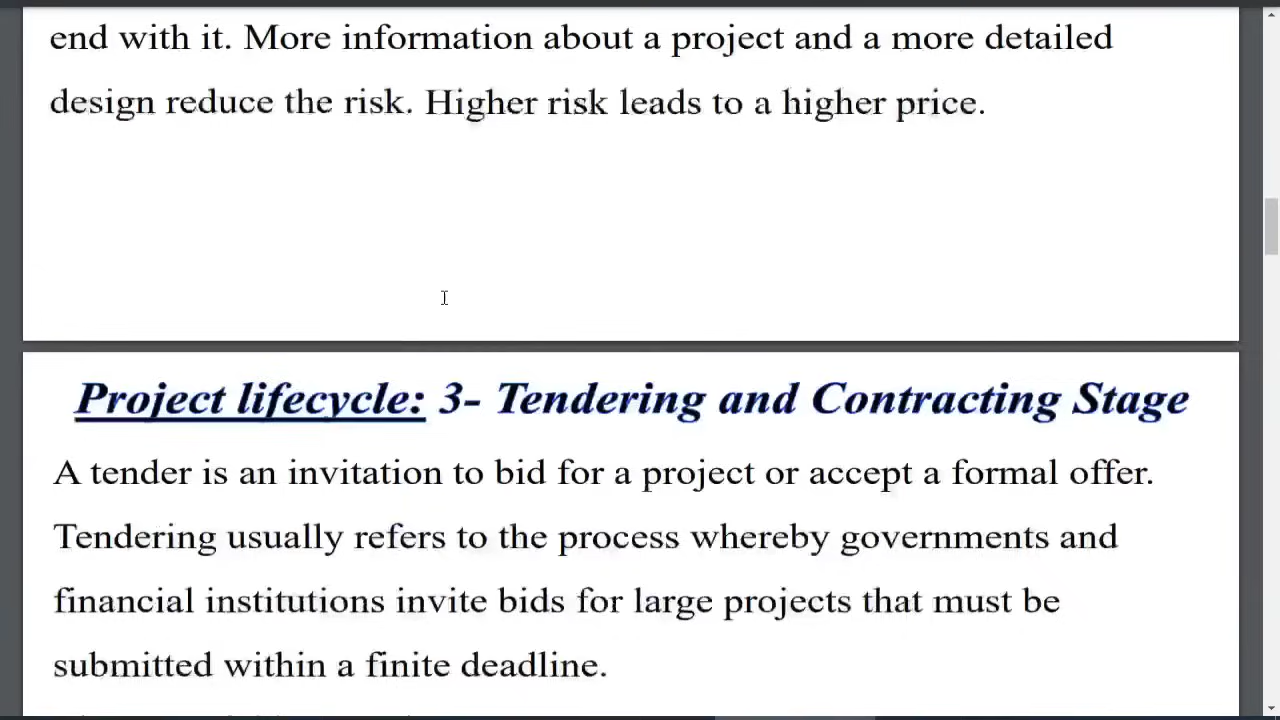 end with it. More information about a project and a more detailed
design reduce the risk. Higher risk leads to a higher price.
Project lifecycle: 3- Tendering and Contracting Stage
A tender is an invitation to bid for a project or accept a formal offer.
Tendering usually refers to the process whereby governments and
financial institutions invite bids for large projects that must be
submitted within a finite deadline.